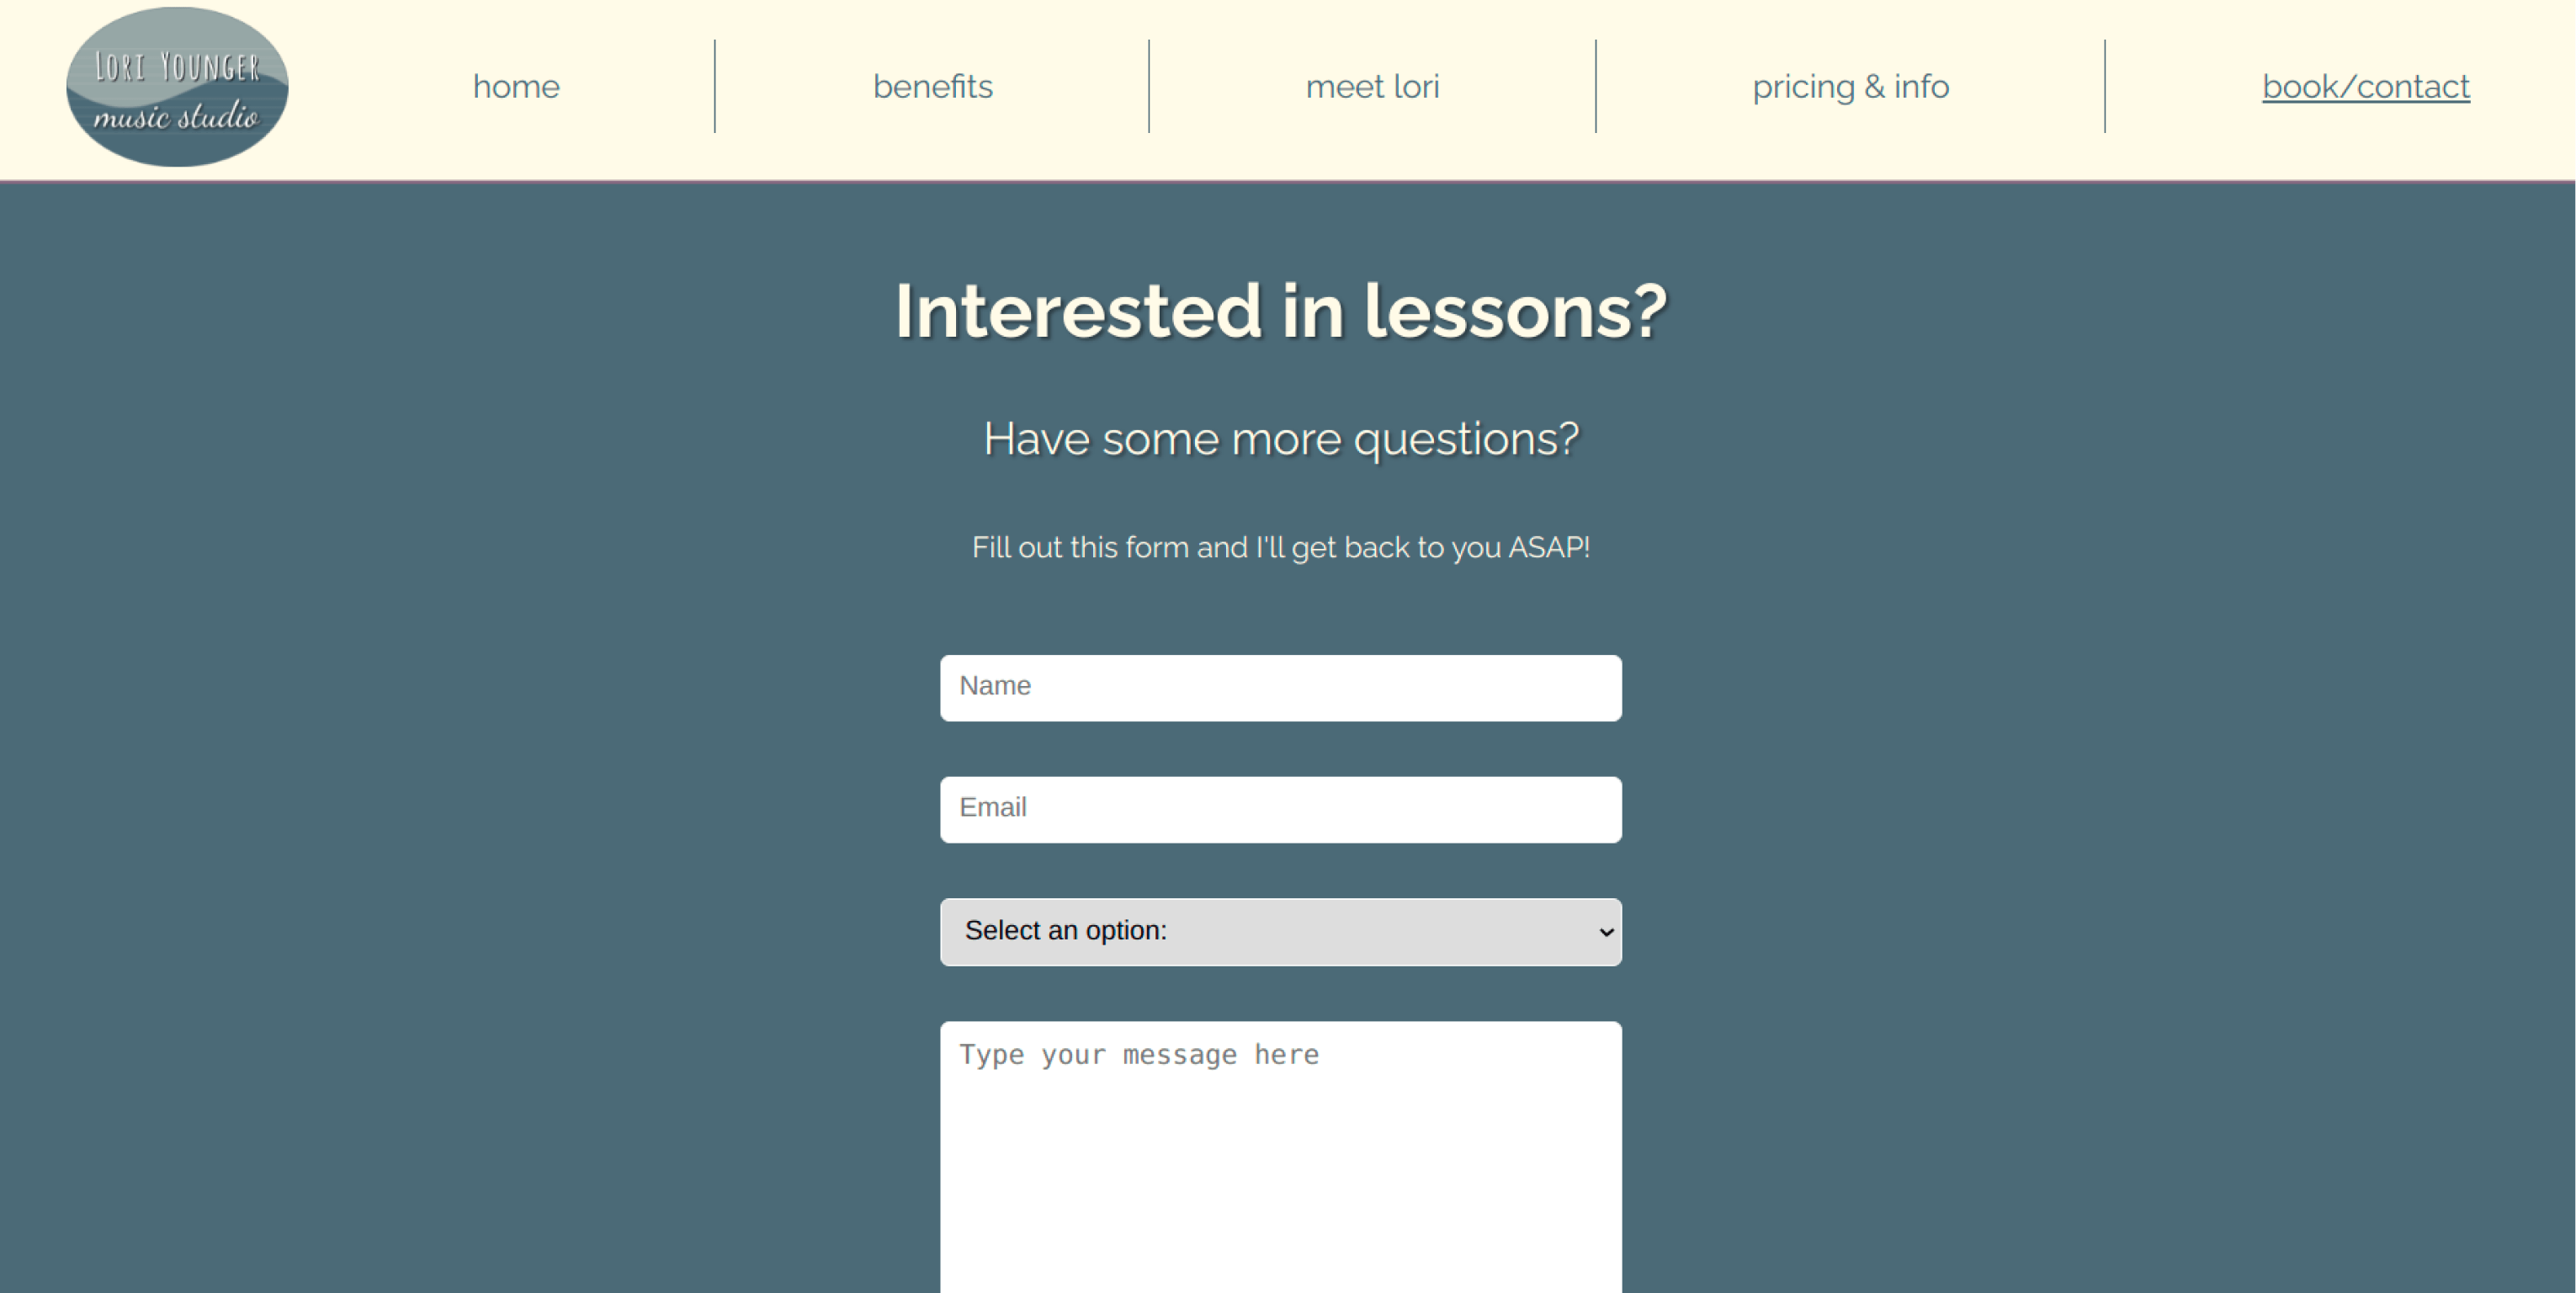 LORI YOUNGER
music studio
home
benefits
meet lori
pricing & info
book/contact
Interested in lessons?
Have some more questions?
Fill out this form and I'll get back to you ASAP!
Name
Email
Select an option:
Type your message here